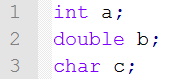 1 int a;
2 double b;
3 char c;